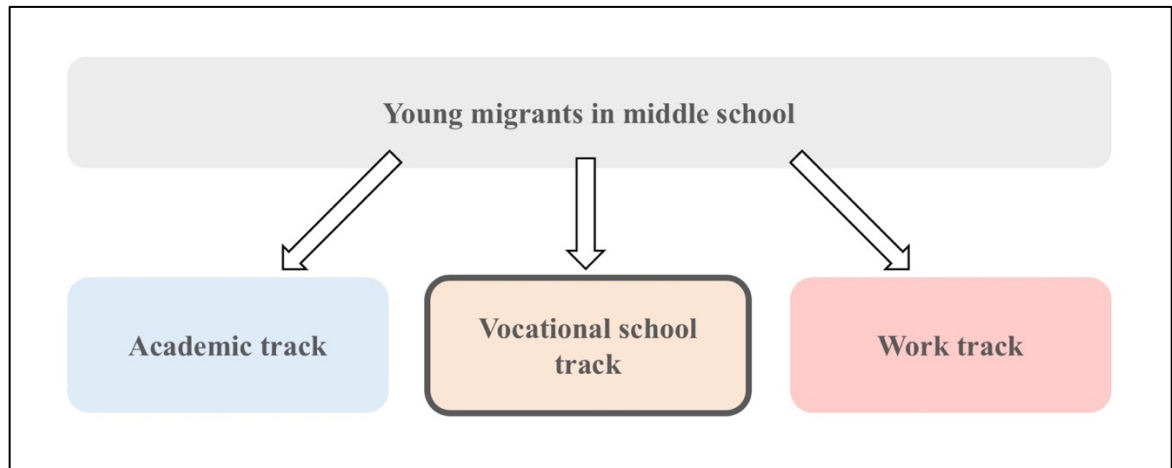 Young migrants in middle school
Academic track
Vocational school
track
Work track